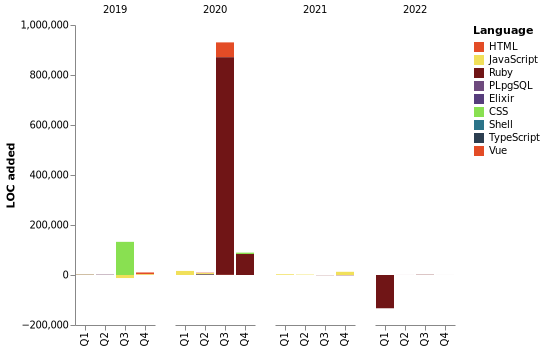 2019 2020 2021 2022
Language
HTML
JavaScript
Ruby
PLpgSQL
Elixir
CSS
Shell
TypeScript
Vue
LOC added
1,000,000
800,000
600,000
400,000
200,000
0
−200,000
Q1 Q2 Q3 Q4 Q1 Q2 Q3 Q4 Q1 Q2 Q3 Q4 Q1 Q2 Q3 Q4